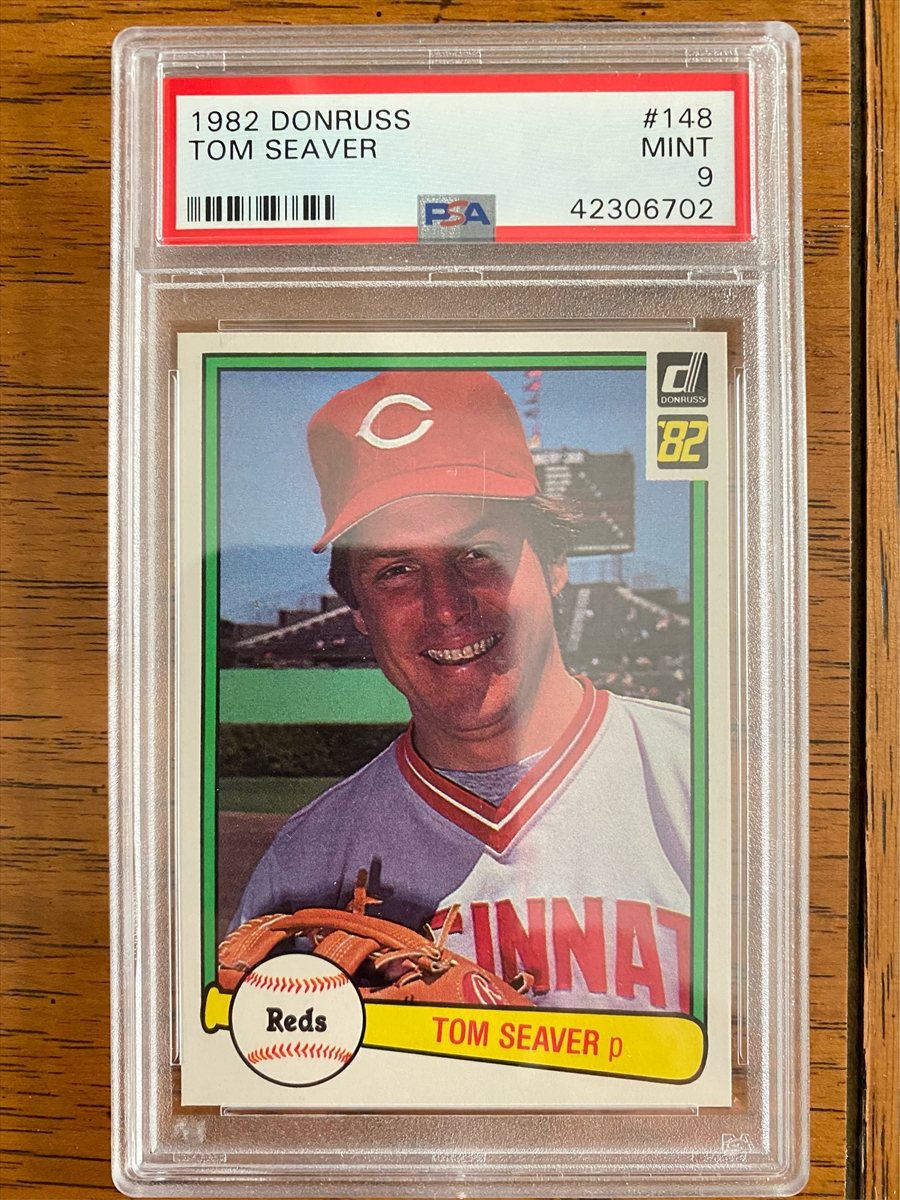 1982 DONRUSS #148
TOM SEAVER MINT
9
PSA 42306702
DONRUSS
'82
C
CINNAT
Reds
TOM SEAVER p